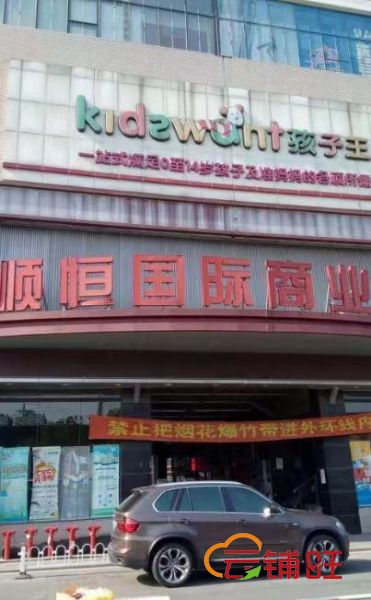 kidswant孩子王
一站式满足0至14岁孩子及准妈妈的各项所需
顺恒国际商业
禁止把烟花爆竹带进外环线内
云铺旺